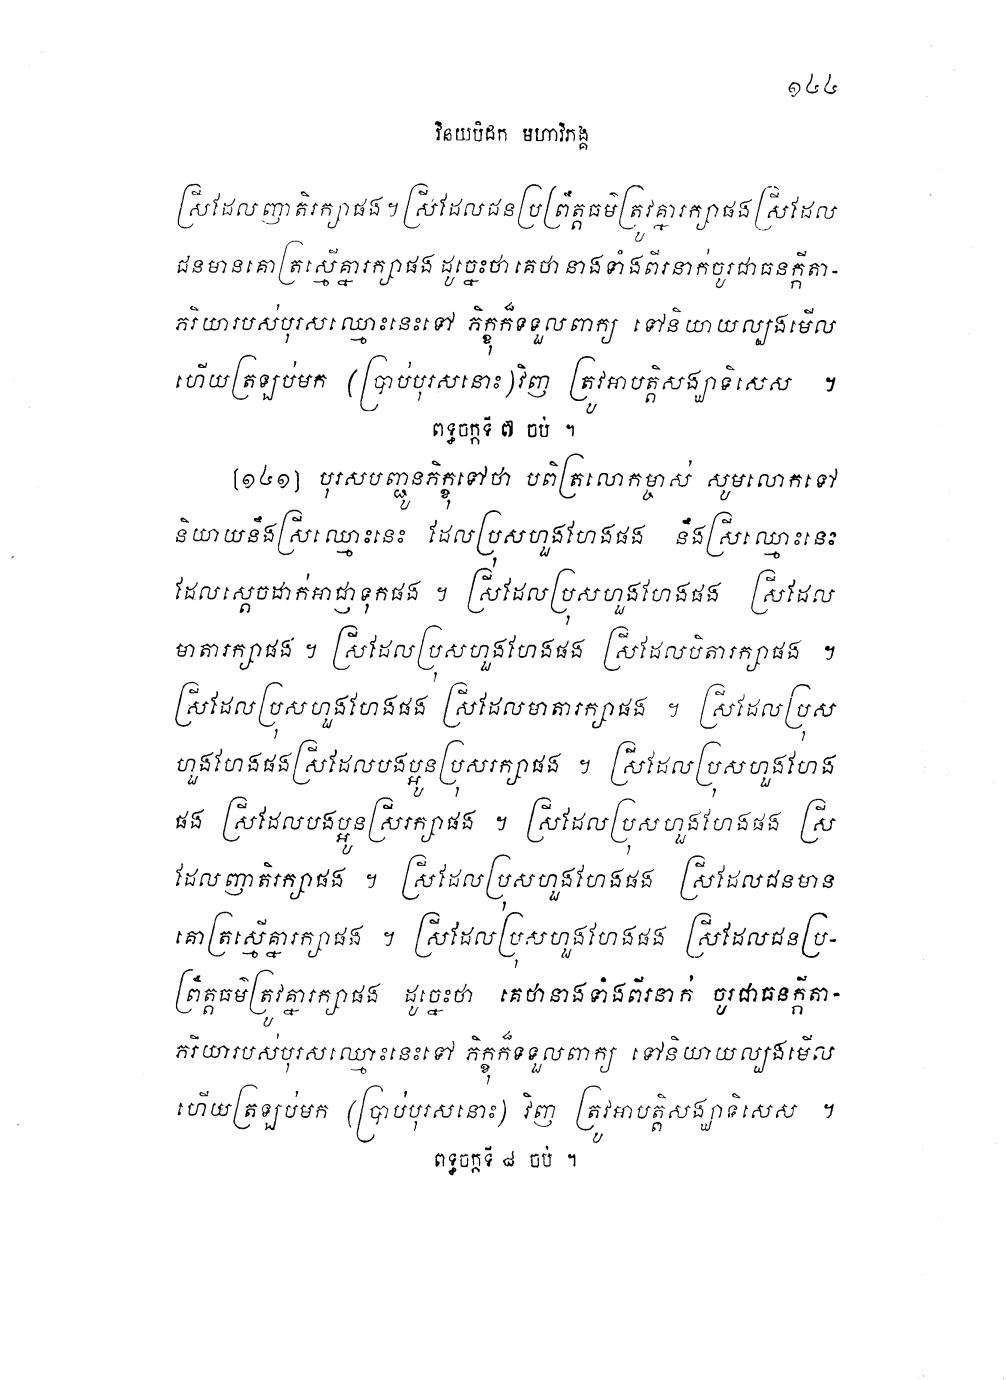 ១៤៤
វិនយបិដក មហាវិភង្គ
ស្រីដែលញាតិរក្សាផង។ ស្រីដែលជនប្រព្រឹត្តធម៌ត្រូវគ្នារក្សាផងស្រីដែល
ជនមានគោត្រស្មើគ្នារក្សាផង ដូច្នេះថា គេថា នាងទាំងពីរនាក់ចូរជាធនក្កីតា-
ភរិយារបស់បុរសឈ្មោះនេះទៅ ភិក្ខុក៏ទទួលពាក្យ ទៅនិយាយល្បងមើល
ហើយត្រឡប់មក (ប្រាប់បុរសនោះ)វិញ ត្រូវអាបត្តិសង្ឃាទិសេស ។
ពទ្ធចក្កទី ៧ ចប់ ។
(១៤១) បុរសបញ្ជូនភិក្ខុទៅថា បពិត្រលោកម្ចាស់ សូមលោកទៅ
និយាយនឹងស្រីឈ្មោះនេះ ដែលប្រុសហួងហែងផង នឹងស្រីឈ្មោះនេះ
ដែលស្តេចដាក់អាជ្ញាទុកផង ។ ស្រីដែលប្រុសហួងហែងផង ស្រីដែល
មាតារក្សាផង ។ ស្រីដែលប្រុសហួងហែងផង ស្រីដែលបិតារក្សាផង ។
ស្រីដែលប្រុសហួងហែងផង ស្រីដែលមាតារក្សាផង ។ ស្រីដែលប្រុស
ហួងហែងផងស្រីដែលបងប្អូនប្រុសរក្សាផង ។ ស្រីដែលប្រុសហួងហែង
ផង ស្រីដែលបងប្អូនស្រីរក្សាផង ។ ស្រីដែលប្រុសហួងហែងផង ស្រី
ដែលញាតិរក្សាផង ។ ស្រីដែលប្រុសហួងហែងផង ស្រីដែលជនមាន
គោត្រស្មើគ្នារក្សាផង ។ ស្រីដែលប្រុសហួងហែងផង ស្រីដែលជនប្រ-
ព្រឹត្តធម៌ត្រូវគ្នារក្សាផង ដូច្នេះថា គេថានាងទាំងពីរនាក់ ចូរជាធនក្កីតា-
ភរិយារបស់បុរសឈ្មោះនេះទៅ ភិក្ខុក៏ទទួលពាក្យ ទៅនិយាយល្បងមើល
ហើយត្រឡប់មក (ប្រាប់បុរសនោះ) វិញ ត្រូវអាបត្តិសង្ឃាទិសេស ។
ពទ្ធចក្កទី ៨ ចប់ ។